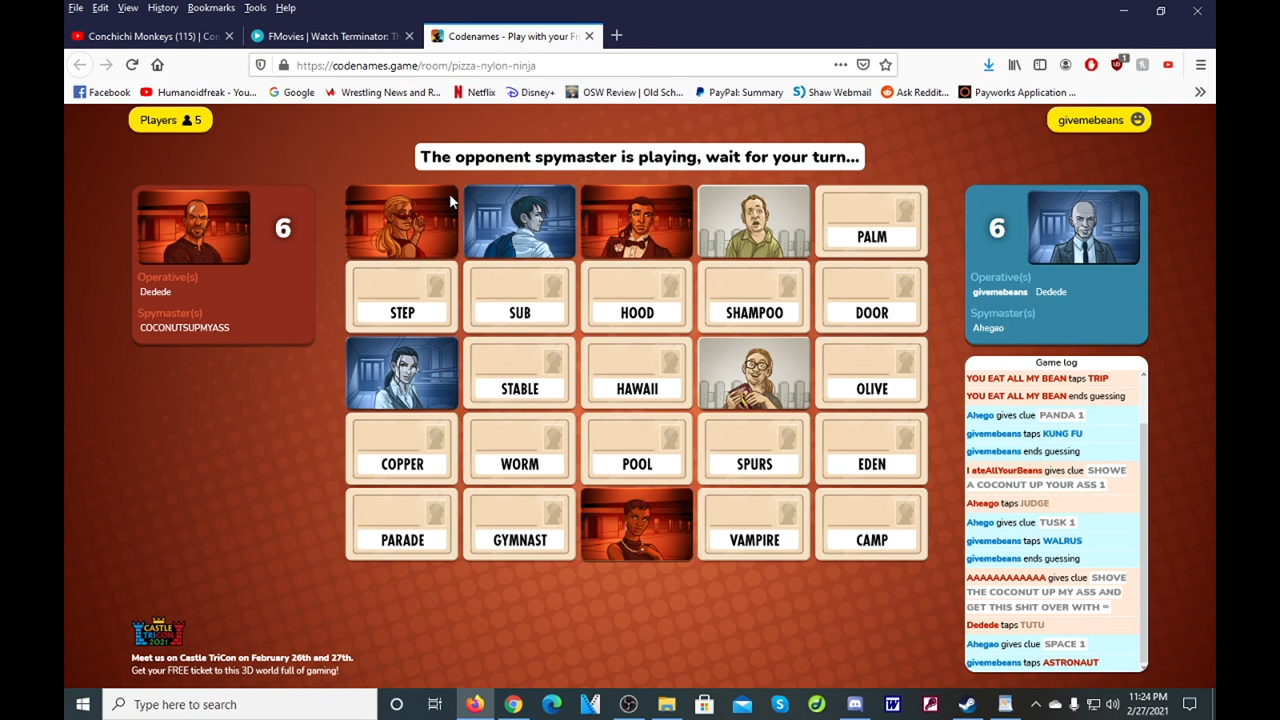 File Edit View History Bookmarks Tools Help
Conchichi Monkeys (115) | Con
FMovies | Watch Terminator: Th
Codenames - Play with your Fr
https://codenames.game/room/pizza-nylon-ninja
Facebook Humanoidfreak - You... Google Wrestling News and R... Netflix Disney+ OSW Review | Old Sch... PayPal: Summary Shaw Webmail Ask Reddit... Payworks Application ...
Players 5
givemebeans
The opponent spymaster is playing, wait for your turn...
6
Operative(s)
Dedede
Spymaster(s)
COCONUTSUPMYASS
PALM
STEP SUB HOOD SHAMPOO DOOR
STABLE HAWAII OLIVE
COPPER WORM POOL SPURS EDEN
PARADE GYMNAST VAMPIRE CAMP
6
Operative(s)
givemebeans Dedede
Spymaster(s)
Ahegao
Game log
YOU EAT ALL MY BEAN taps TRIP
YOU EAT ALL MY BEAN ends guessing
Ahego gives clue PANDA 1
givemebeans taps KUNG FU
givemebeans ends guessing
I ateAllYourBeans gives clue SHOWE
A COCONUT UP YOUR ASS 1
Aheago taps JUDGE
Ahego gives clue TUSK 1
givemebeans taps WALRUS
givemebeans ends guessing
AAAAAAAAAAAA gives clue SHOVE
THE COCONUT UP MY ASS AND
GET THIS SHIT OVER WITH ∞
Dedede taps TUTU
Ahegao gives clue SPACE 1
givemebeans taps ASTRONAUT
CASTLE
TRICON
2021
Meet us on Castle TriCon on February 26th and 27th.
Get your FREE ticket to this 3D world full of gaming!
Type here to search
11:24 PM
2/27/2021